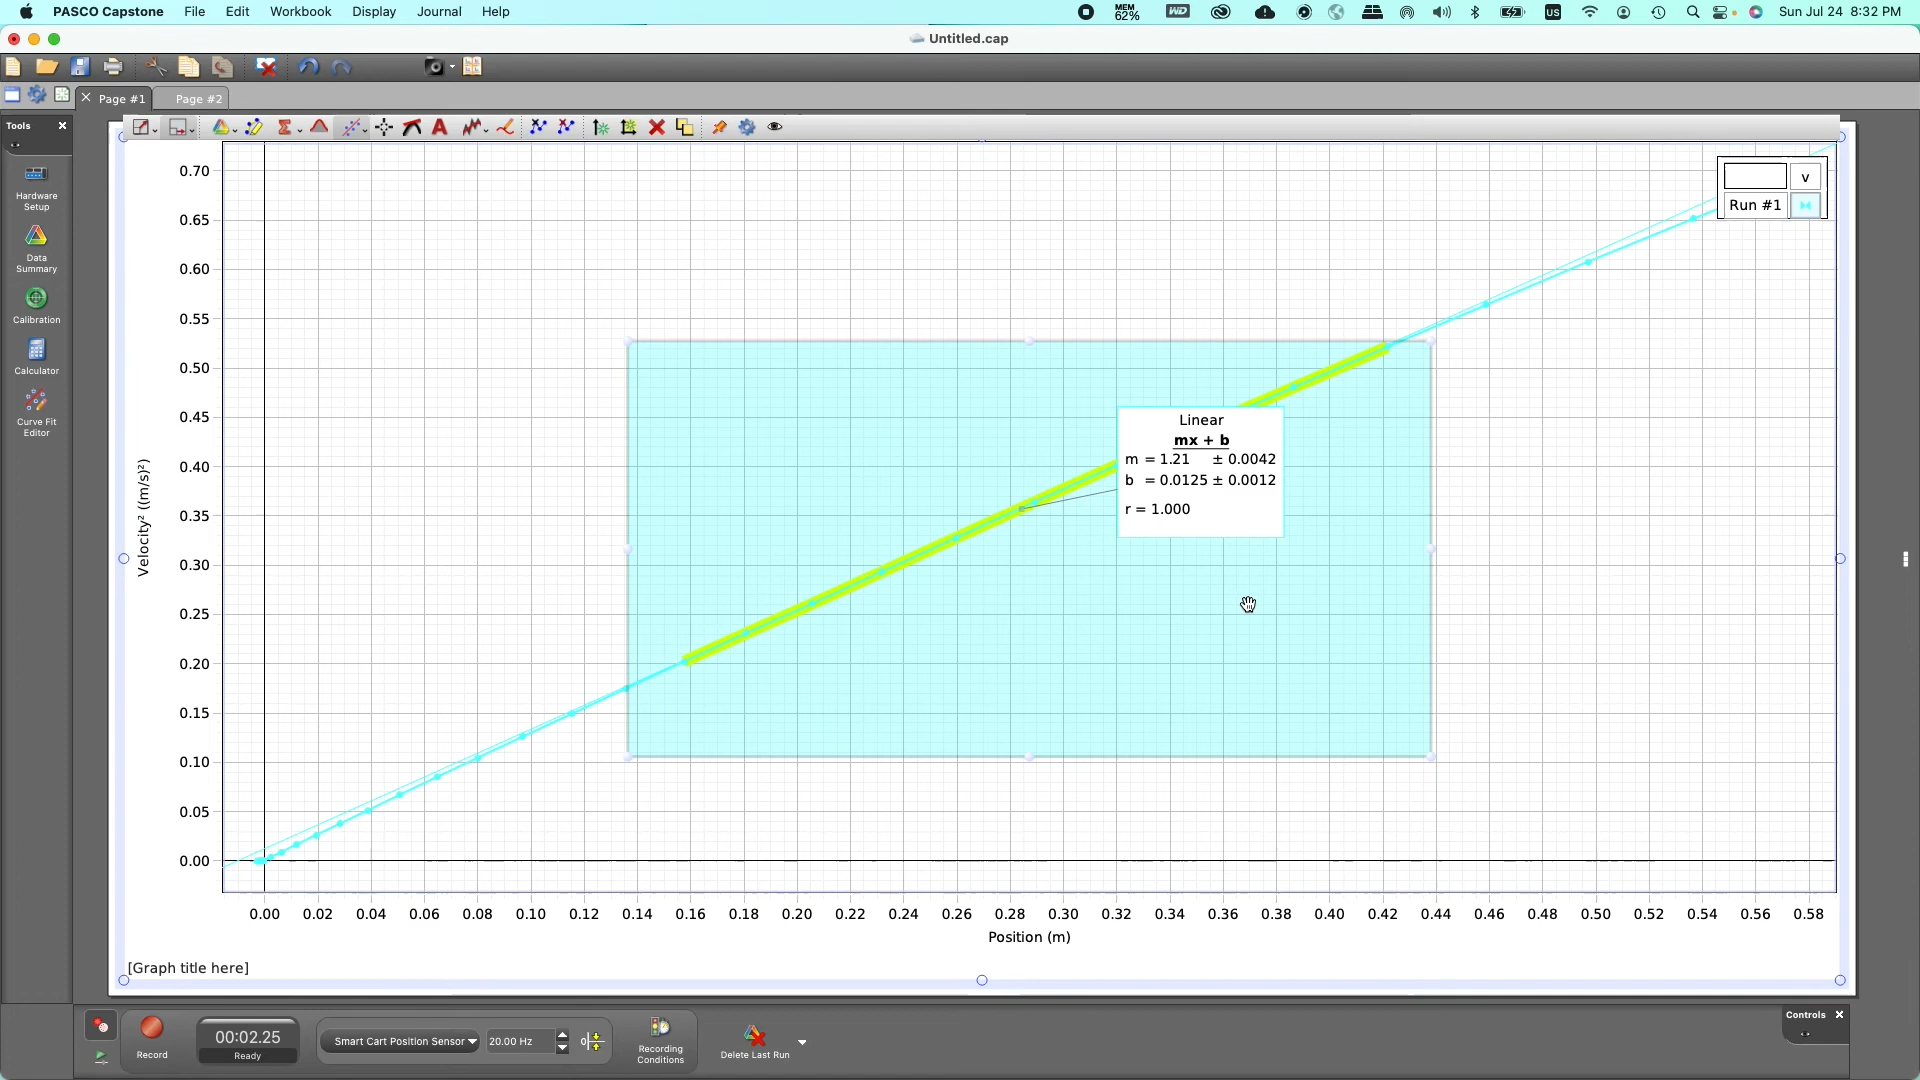 PASCO Capstone File Edit Workbook Display Journal Help MEM 62% WD US Sun Jul 24 8:32 PM
Untitled.cap
Page #1 Page #2
Tools
Hardware
Setup
Data
Summary
Calibration
Calculator
Curve Fit
Editor
Velocity² ((m/s)²)
0.70
0.65
0.60
0.55
0.50
0.45
0.40
0.35
0.30
0.25
0.20
0.15
0.10
0.05
0.00
v
Run #1
Linear
mx + b
m = 1.21 ± 0.0042
b = 0.0125 ± 0.0012
r = 1.000
0.00 0.02 0.04 0.06 0.08 0.10 0.12 0.14 0.16 0.18 0.20 0.22 0.24 0.26 0.28 0.30 0.32 0.34 0.36 0.38 0.40 0.42 0.44 0.46 0.48 0.50 0.52 0.54 0.56 0.58
Position (m)
[Graph title here]
Record
00:02.25
Ready
Smart Cart Position Sensor 20.00 Hz
Recording
Conditions
Delete Last Run
Controls